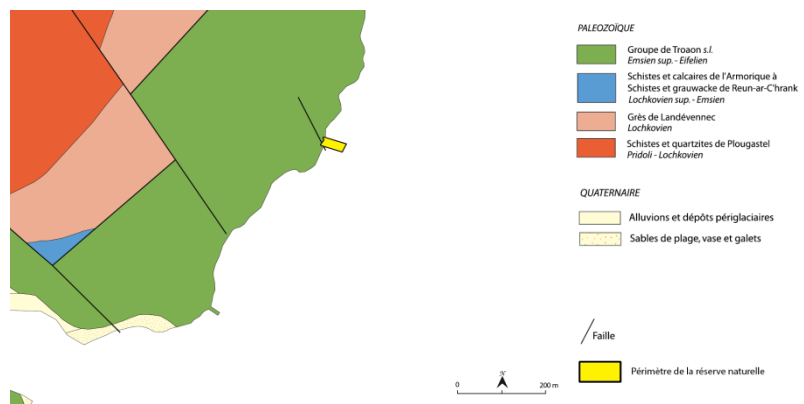 PALEOZOÏQUE
Groupe de Troaon s.l.
Emsien sup. - Eifelien
Schistes et calcaires de l'Armorique à
Schistes et grauwacke de Reun-ar-C'hrank
Lochkovien sup. - Emsien
Grès de Landévennec
Lochkovien
Schistes et quartzites de Plougastel
Pridoli - Lochkovien
QUATERNAIRE
Alluvions et dépôts périglaciaires
Sables de plage, vase et galets
Faille
Périmètre de la réserve naturelle
N
0 200 m